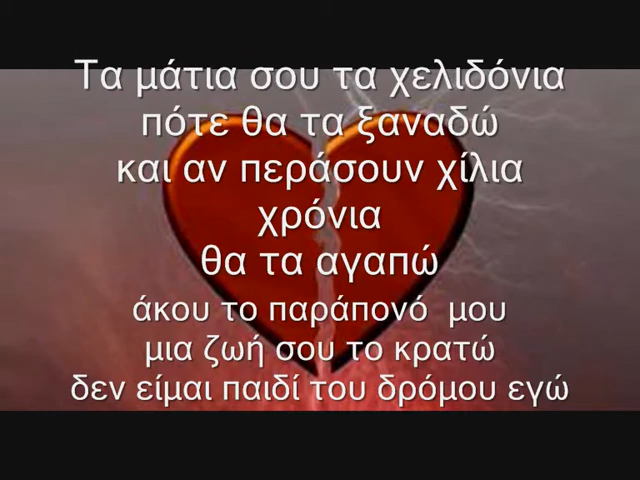 Τα μάτια σου τα χελιδόνια
πότε θα τα ξαναδώ
και αν περάσουν χίλια
χρόνια
θα τα αγαπώ
άκου το παράπονό μου
μια ζωή σου το κρατώ
δεν είμαι παιδί του δρόμου εγώ